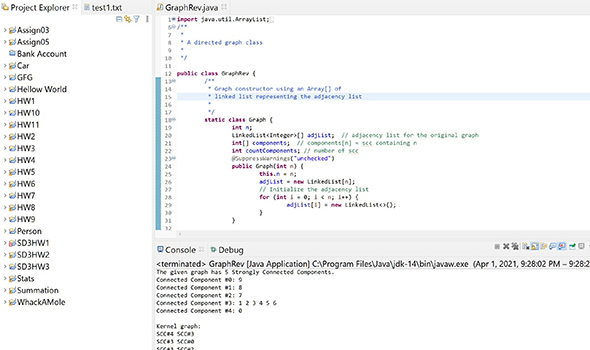 Project Explorer
test1.txt
GraphRev.java
Assign03
Assign05
Bank Account
Car
GFG
Hellow World
HW1
HW10
HW11
HW2
HW3
HW4
HW5
HW6
HW7
HW8
HW9
Person
SD3HW1
SD3HW2
SD3HW3
Stats
Summation
WhackAMole
1 import java.util.ArrayList;
6 /**
7 *
8 * A directed graph class
9 *
10 */
11
12 public class GraphRev {
13 /**
14 * Graph constructor using an Array[] of
15 * linked list representing the adjacency list
16 *
17 */
18 static class Graph {
19 int n;
20 LinkedList<Integer>[] adjList; // adjacency list for the original graph
21 int[] components; // components[n] = scc containing n
22 int countComponents; // number of scc
23 @SuppressWarnings("unchecked")
24 public Graph(int n) {
25 this.n = n;
26 adjList = new LinkedList[n];
27 // Initialize the adjacency list
28 for (int i = 0; i < n; i++) {
29 adjList[i] = new LinkedList<>();
30 }
31 }
32
Console
Debug
<terminated> GraphRev [Java Application] C:\Program Files\Java\jdk-14\bin\javaw.exe (Apr 1, 2021, 9:28:02 PM – 9:28:2
The given graph has 5 Strongly Connected Components.
Connected Component #0: 9
Connected Component #1: 8
Connected Component #2: 7
Connected Component #3: 1 2 3 4 5 6
Connected Component #4: 0
Kernel graph:
SCC#4 SCC#3
SCC#3 SCC#0
SCC#3 SCC#2